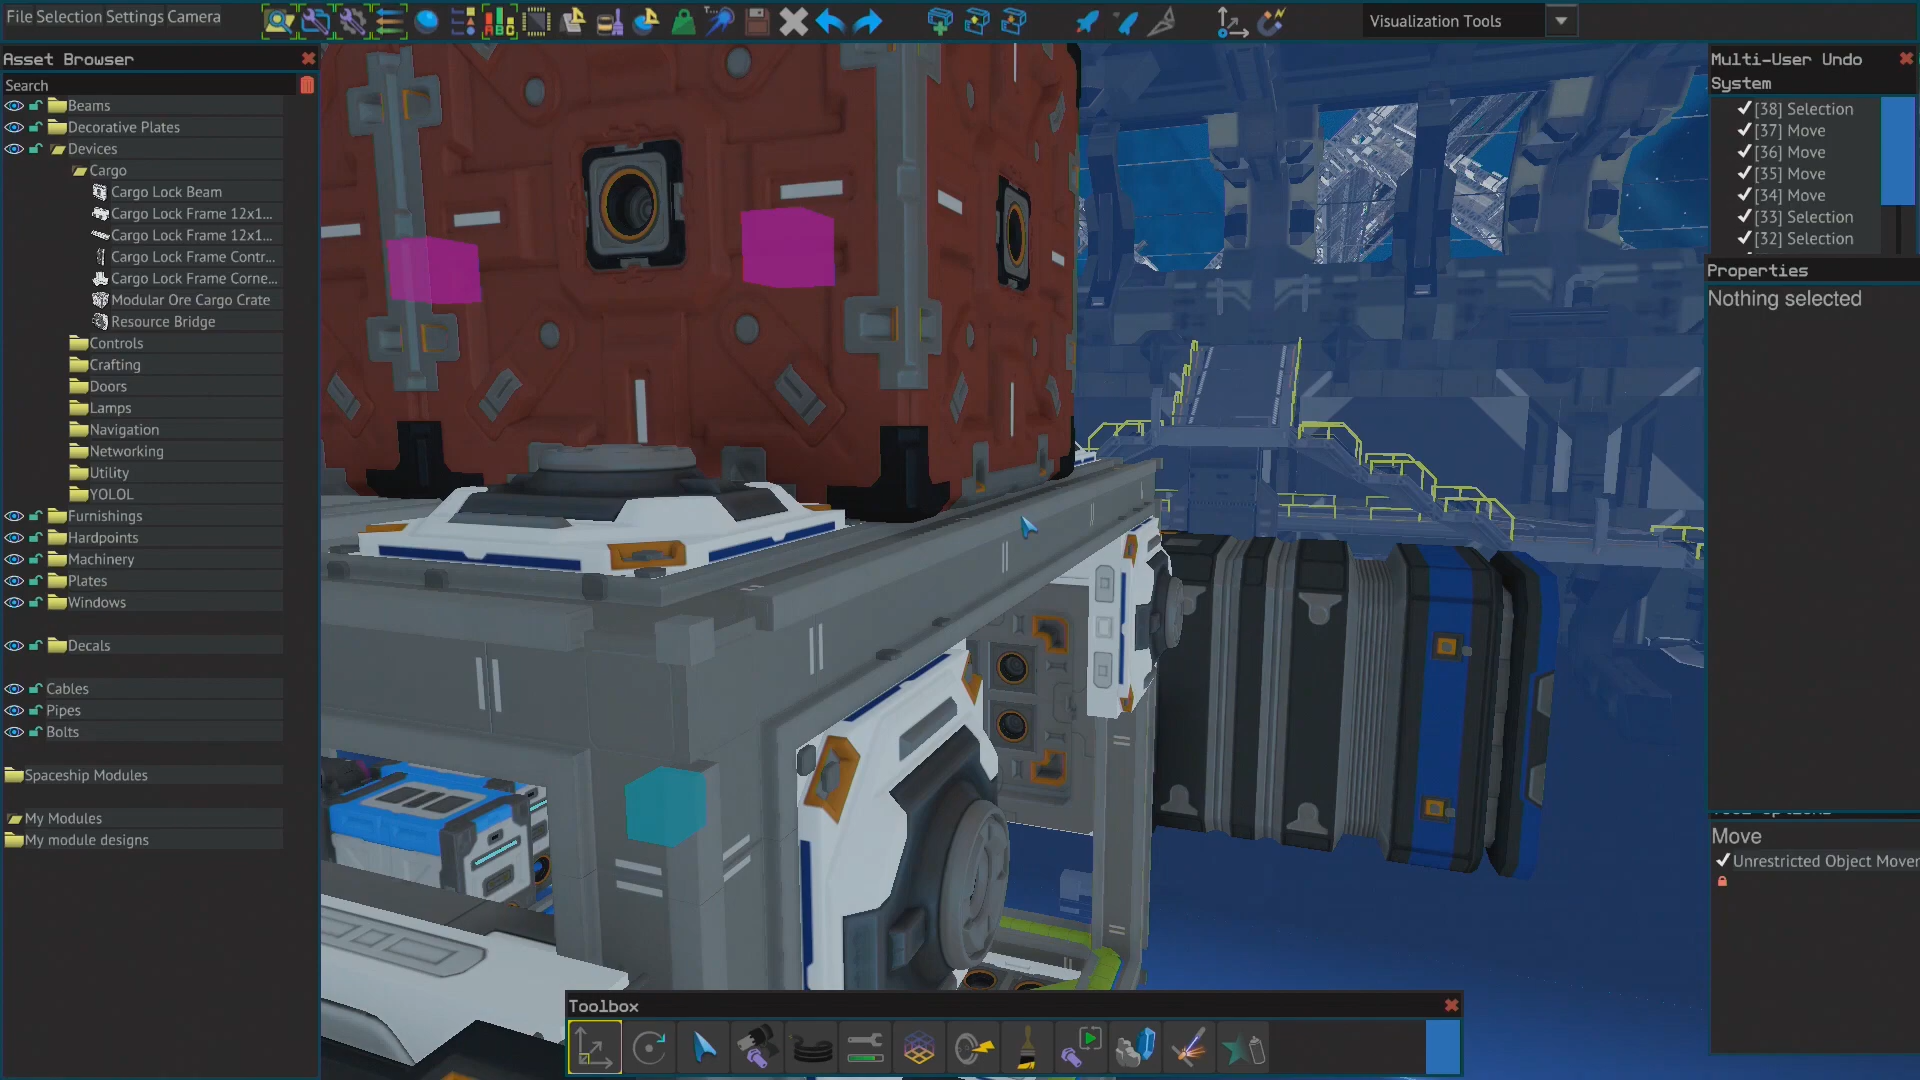 File Selection Settings Camera
Visualization Tools
Asset Browser
Search
Beams
Decorative Plates
Devices
Cargo
Cargo Lock Beam
Cargo Lock Frame 12x1...
Cargo Lock Frame 12x1...
Cargo Lock Frame Contr...
Cargo Lock Frame Corne...
Modular Ore Cargo Crate
Resource Bridge
Controls
Crafting
Doors
Lamps
Navigation
Networking
Utility
YOLOL
Furnishings
Hardpoints
Machinery
Plates
Windows
Decals
Cables
Pipes
Bolts
Spaceship Modules
My Modules
My module designs
Multi-User Undo
System
[38] Selection
[37] Move
[36] Move
[35] Move
[34] Move
[33] Selection
[32] Selection
Properties
Nothing selected
Move
Unrestricted Object Mover
Toolbox